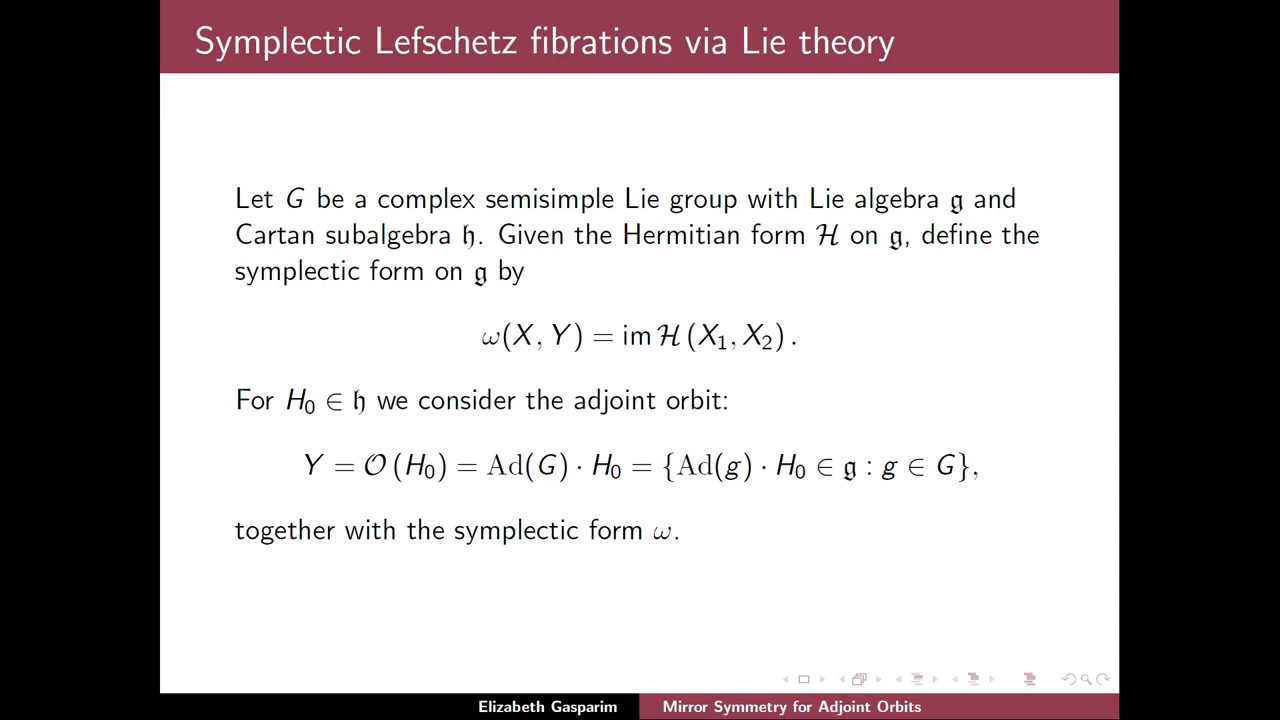 Symplectic Lefschetz fibrations via Lie theory
Let G be a complex semisimple Lie group with Lie algebra 𝔤 and
Cartan subalgebra 𝔥. Given the Hermitian form ℋ on 𝔤, define the
symplectic form on 𝔤 by
ω(X, Y) = im ℋ (X₁, X₂) .
For H₀ ∈ 𝔥 we consider the adjoint orbit:
Y = 𝒪 (H₀) = Ad(G) · H₀ = {Ad(g) · H₀ ∈ 𝔤 : g ∈ G},
together with the symplectic form ω.
Elizabeth Gasparim
Mirror Symmetry for Adjoint Orbits